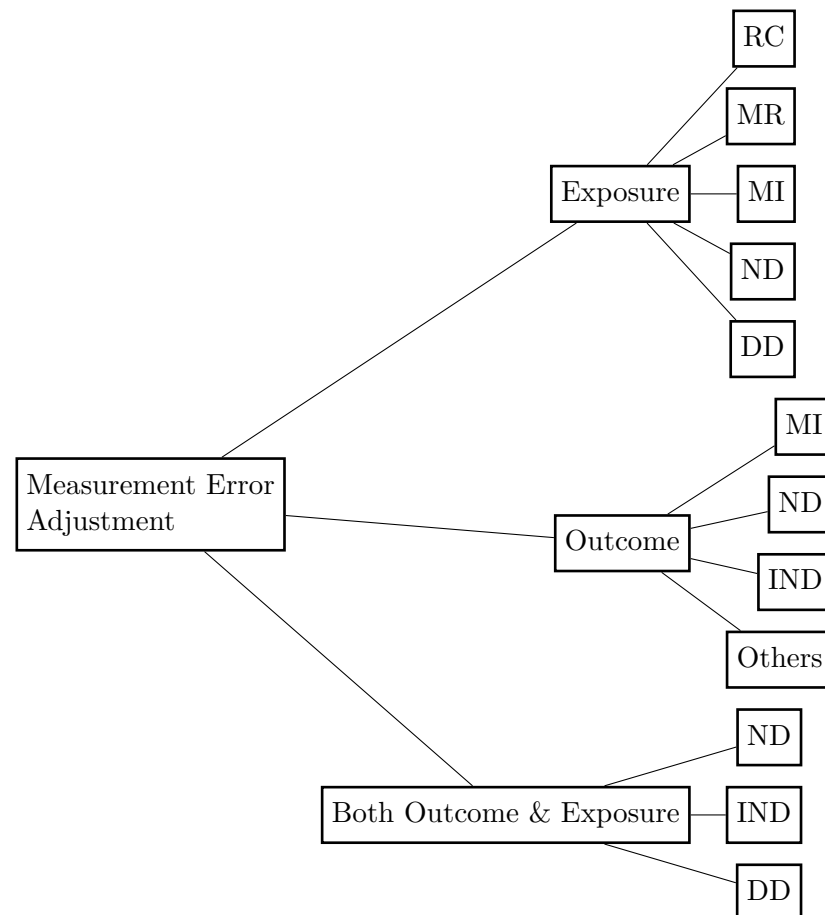 RC
MR
Exposure
MI
ND
DD
Measurement Error
Adjustment
MI
ND
Outcome
IND
Others
ND
Both Outcome & Exposure
IND
DD